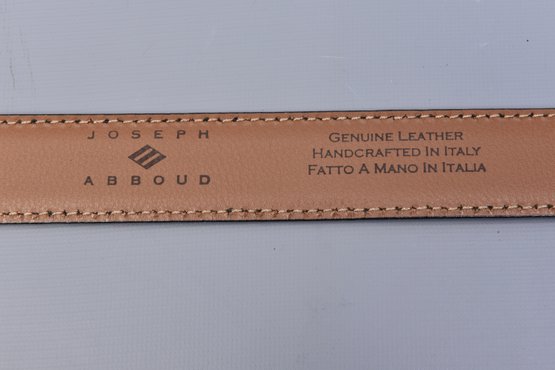 JOSEPH
ABBOUD
GENUINE LEATHER
HANDCRAFTED IN ITALY
FATTO A MANO IN ITALIA